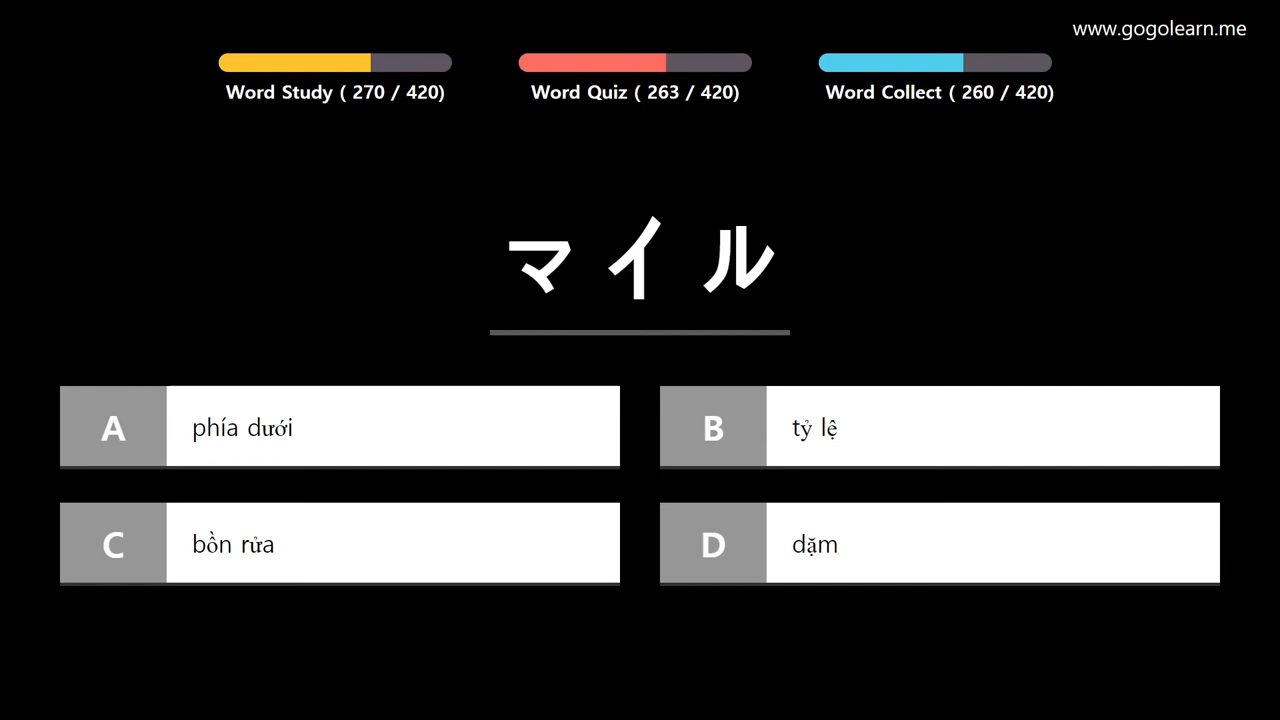 www.gogolearn.me
Word Study ( 270 / 420)
Word Quiz ( 263 / 420)
Word Collect ( 260 / 420)
マイル
A phía dưới
B tỷ lệ
C bồn rửa
D dặm